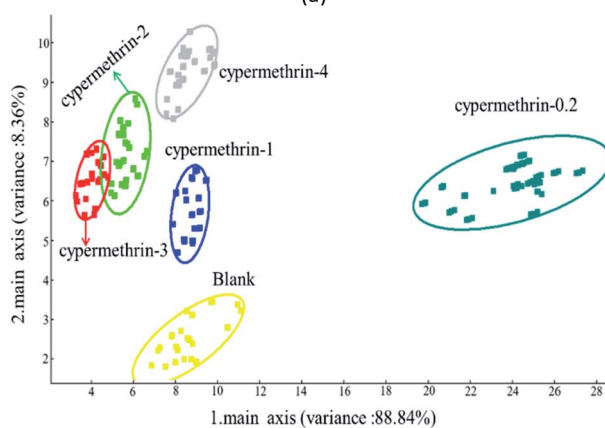 (a)
cypermethrin-2
cypermethrin-4
cypermethrin-0.2
cypermethrin-1
cypermethrin-3
Blank
2.main axis (variance :8.36%)
10
9
8
7
6
5
4
3
2
4 6 8 10 12 14 16 18 20 22 24 26 28
1.main axis (variance :88.84%)